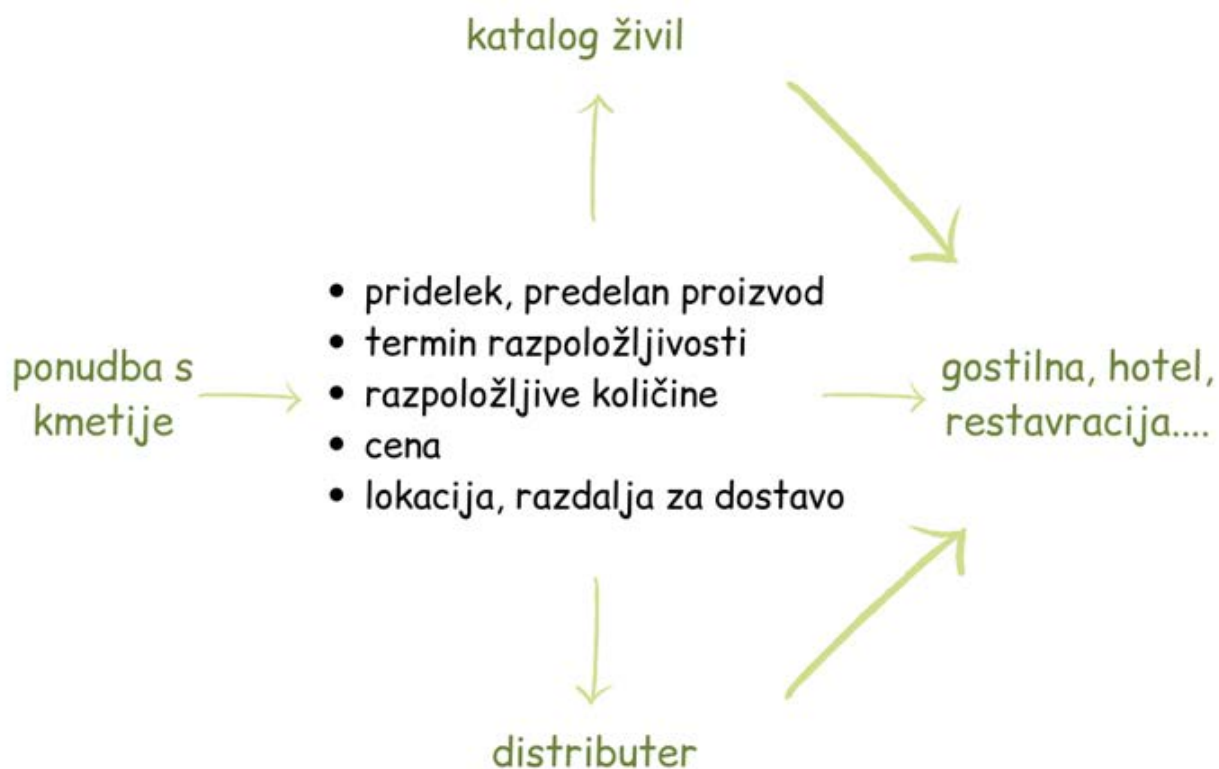 katalog živil
ponudba s
kmetije
• pridelek, predelan proizvod
• termin razpoložljivosti
• razpoložljive količine
• cena
• lokacija, razdalja za dostavo
gostilna, hotel,
restavracija....
distributer